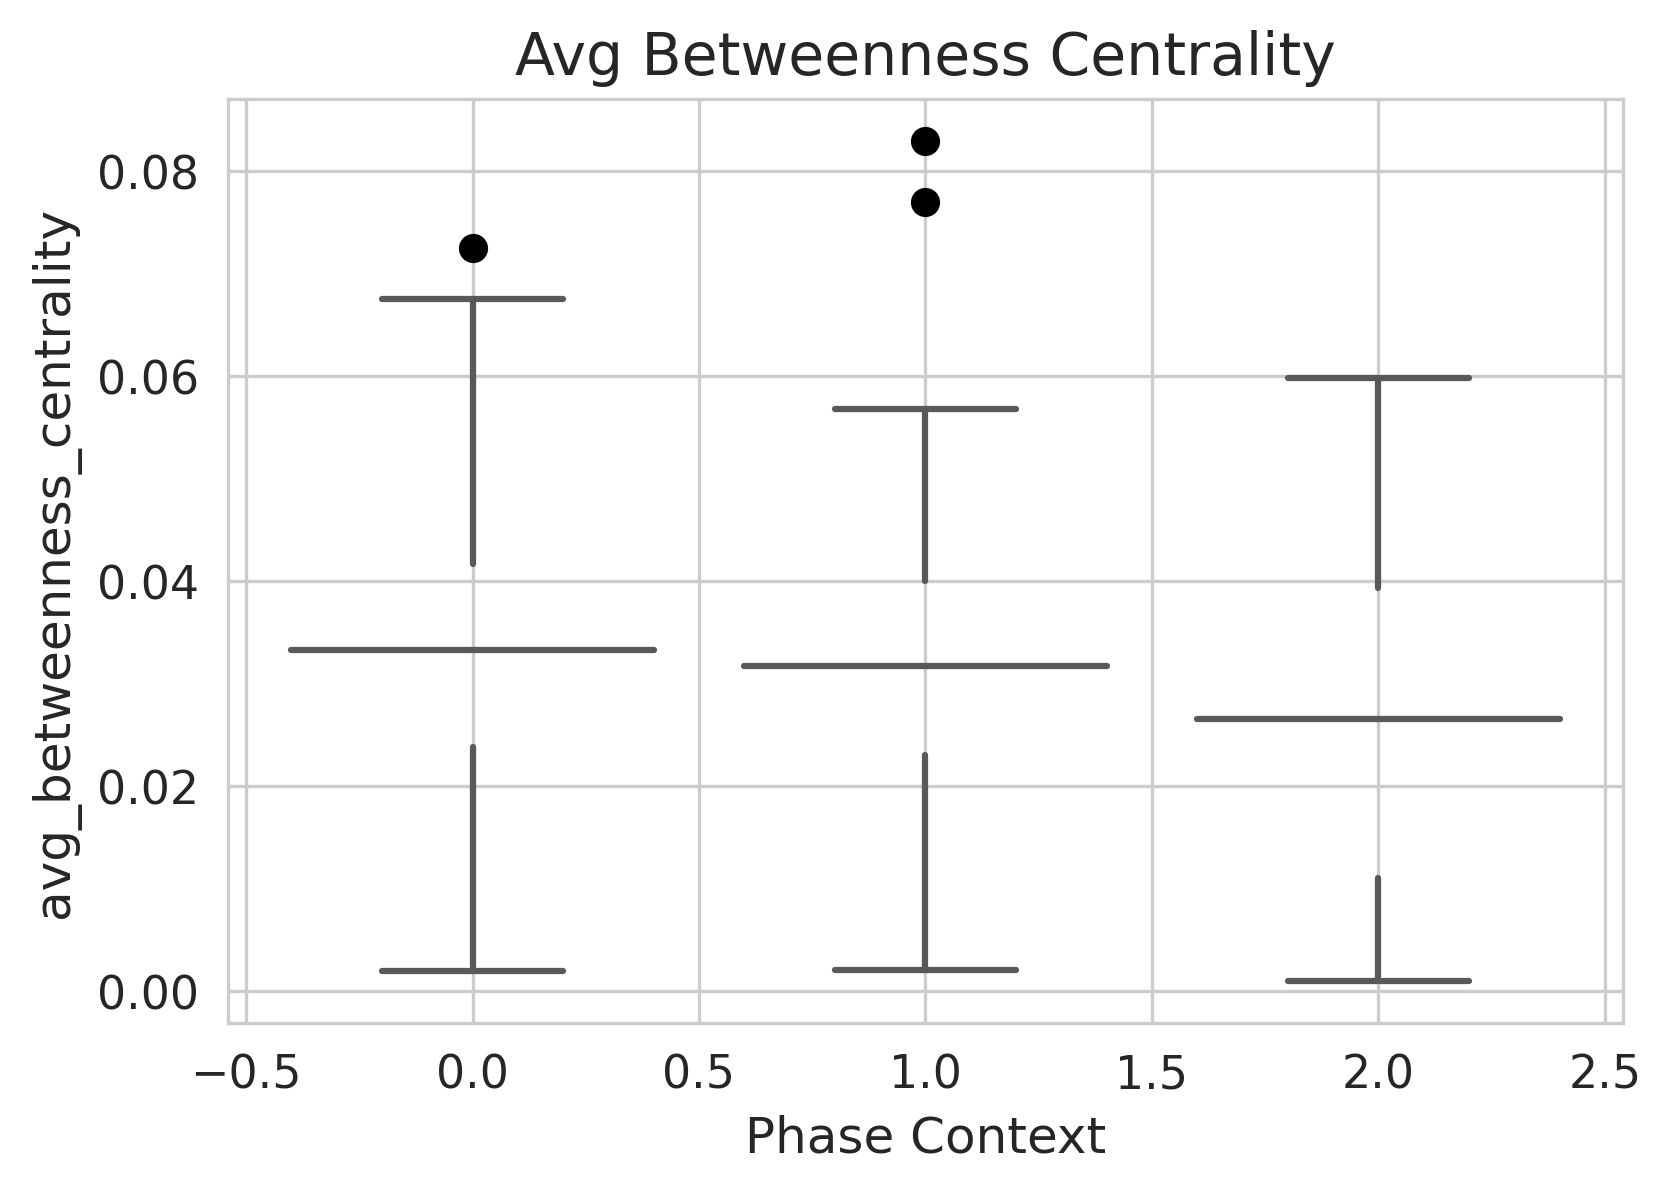 Avg Betweenness Centrality
avg_betweenness_centrality
0.08
0.06
0.04
0.02
0.00
−0.5 0.0 0.5 1.0 1.5 2.0 2.5
Phase Context